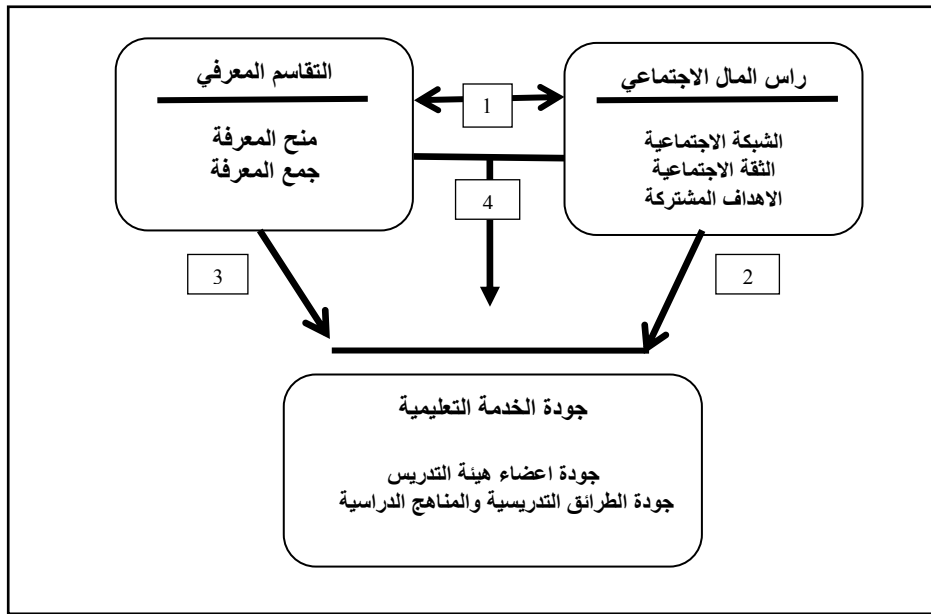 راس المال الاجتماعي
الشبكة الاجتماعية
الثقة الاجتماعية
الاهداف المشتركة
1
التقاسم المعرفي
منح المعرفة
جمع المعرفة
4
2
3
جودة الخدمة التعليمية
جودة اعضاء هيئة التدريس
جودة الطرائق التدريسية والمناهج الدراسية